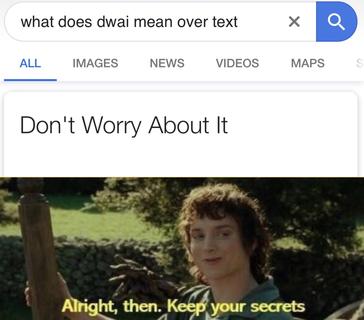 what does dwai mean over text
ALL IMAGES NEWS VIDEOS MAPS S
Don't Worry About It
Alright, then. Keep your secrets